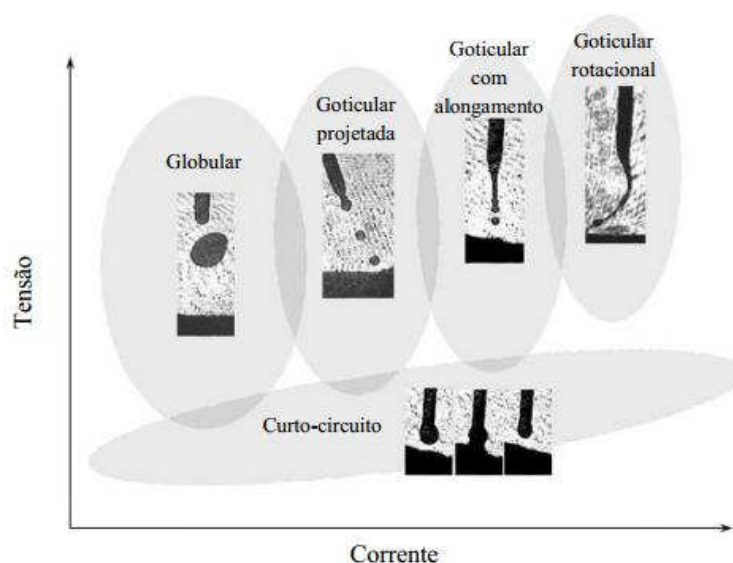 Tensão
Globular
Goticular
projetada
Goticular
com
alongamento
Goticular
rotacional
Curto-circuito
Corrente